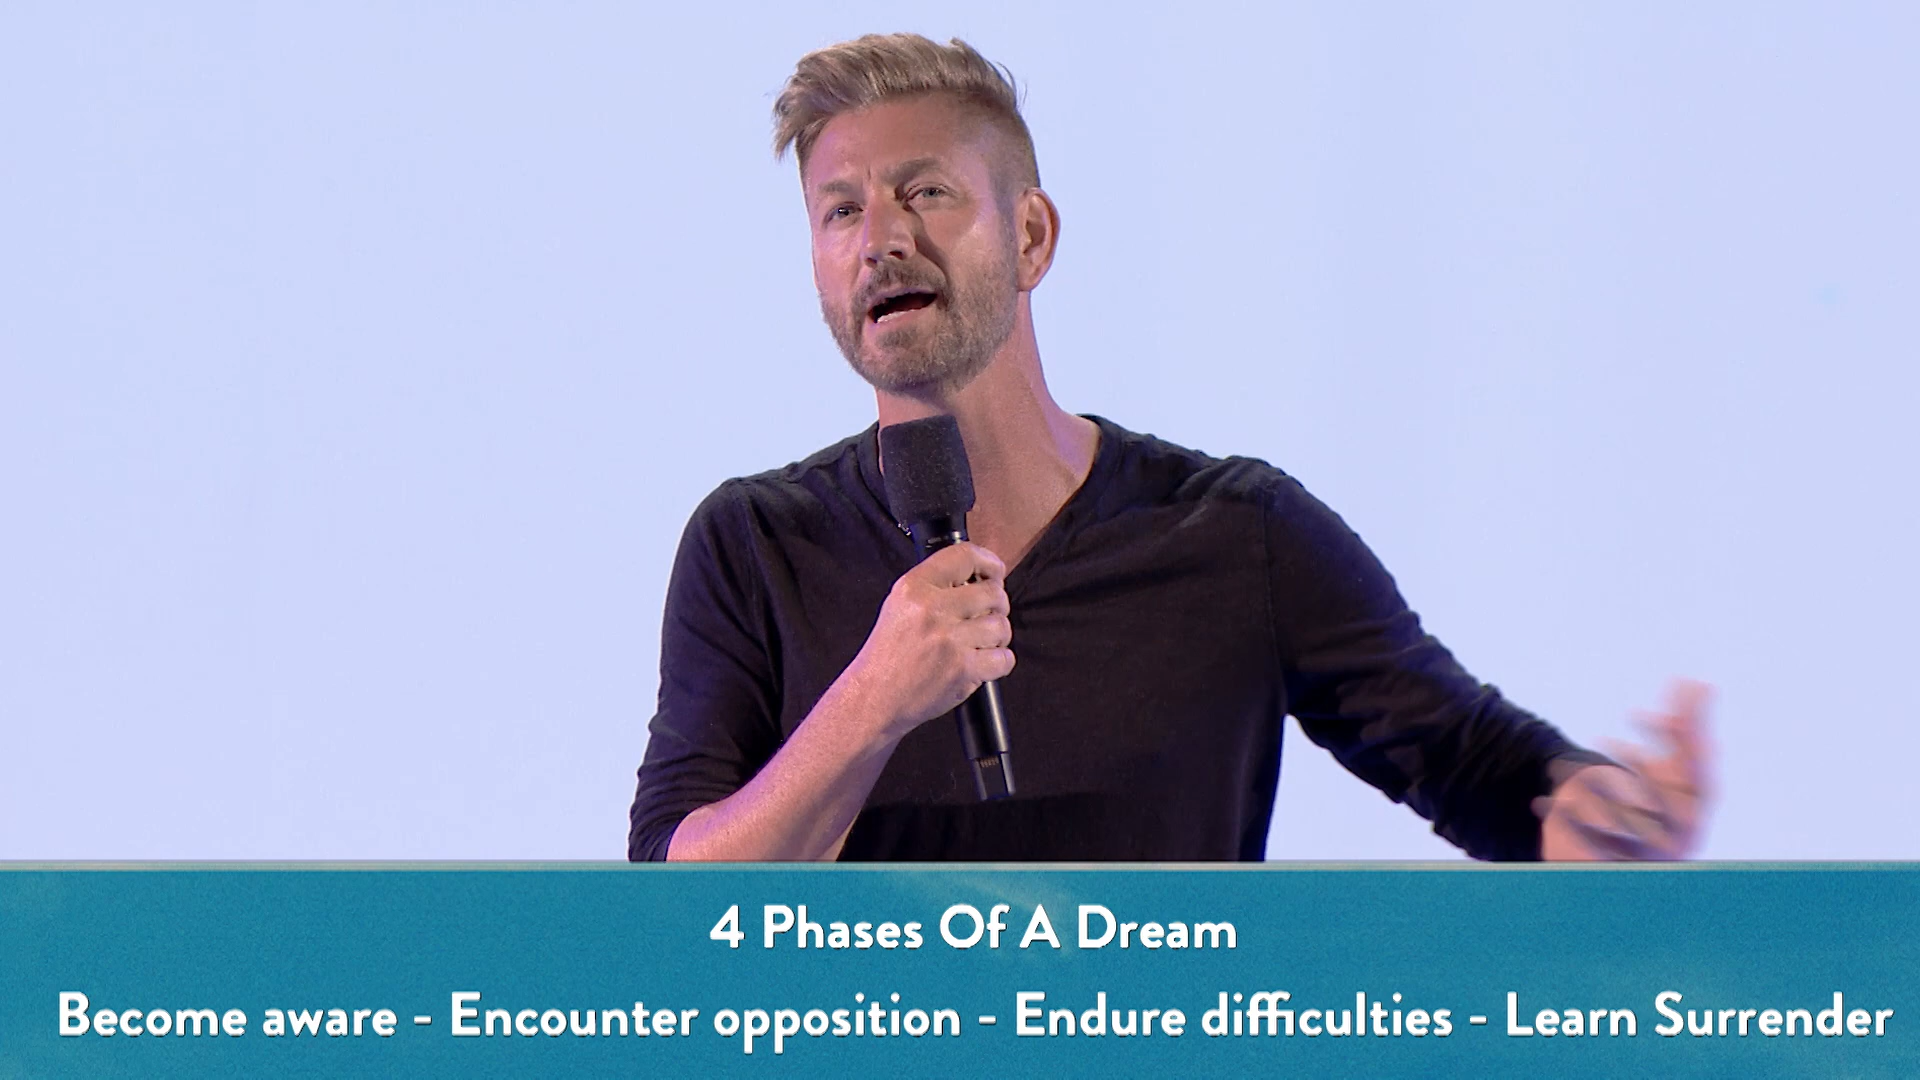 4 Phases Of A Dream
Become aware - Encounter opposition - Endure difficulties - Learn Surrender